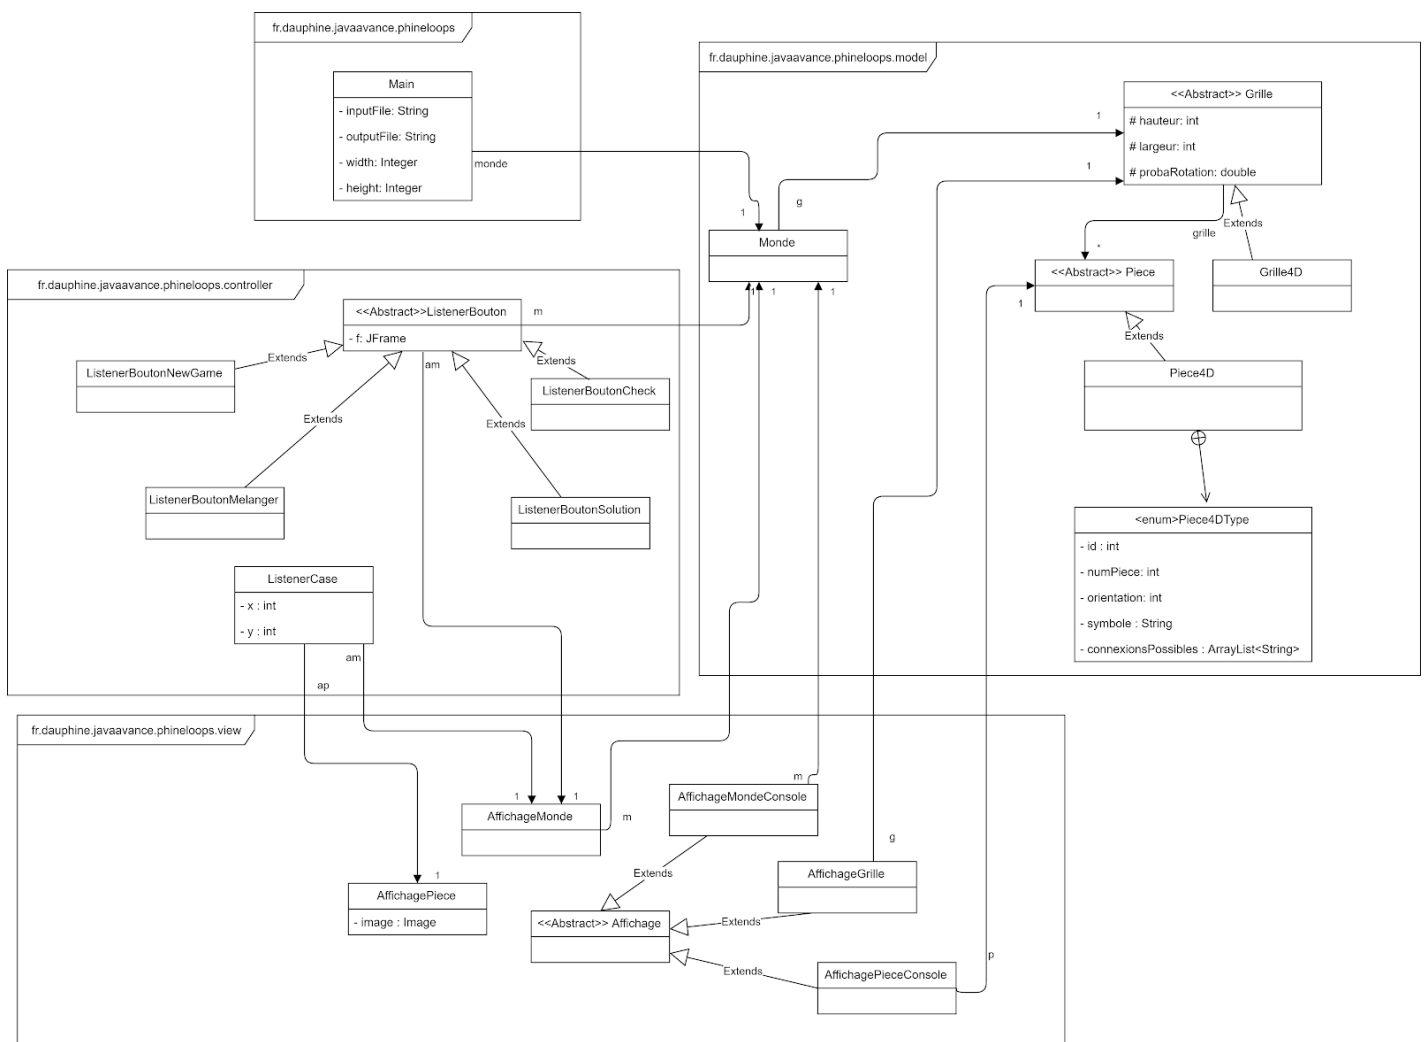 fr.dauphine.javaavance.phineloops
Main
- inputFile: String
- outputFile: String
- width: Integer
- height: Integer
monde
1
fr.dauphine.javaavance.phineloops.model
<<Abstract>> Grille
# hauteur: int
# largeur: int
# probaRotation: double
1
1
g
Monde
1
1
1
Extends
grille
*
<<Abstract>> Piece
1
Grille4D
Extends
Piece4D
<enum>Piece4DType
- id : int
- numPiece: int
- orientation: int
- symbole : String
- connexionsPossibles : ArrayList<String>
fr.dauphine.javaavance.phineloops.controller
<<Abstract>>ListenerBouton
- f: JFrame
m
am
Extends
ListenerBoutonNewGame
Extends
ListenerBoutonCheck
Extends
Extends
ListenerBoutonMelanger
ListenerBoutonSolution
ListenerCase
- x : int
- y : int
am
ap
fr.dauphine.javaavance.phineloops.view
1
1
AffichageMonde
m
m
AffichageMondeConsole
g
1
AffichagePiece
- image : Image
Extends
AffichageGrille
<<Abstract>> Affichage
Extends
Extends
AffichagePieceConsole
p